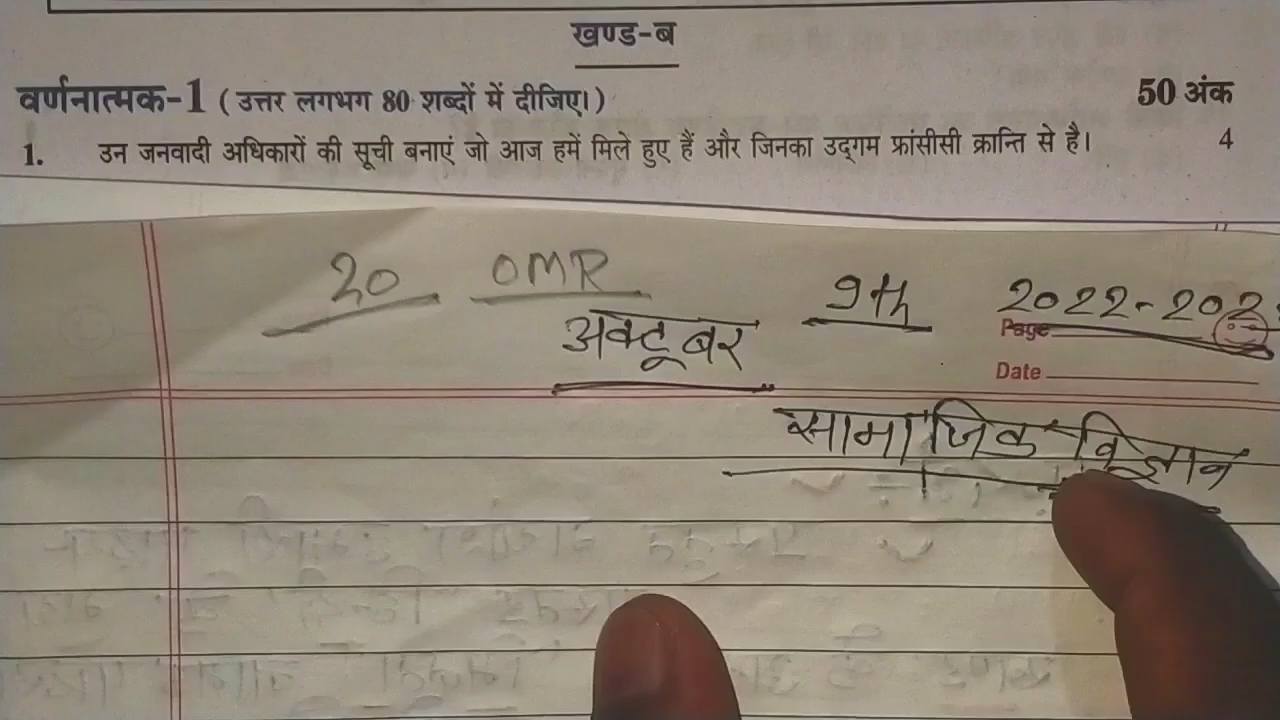 खण्ड-ब
वर्णनात्मक-1 (उत्तर लगभग 80 शब्दों में दीजिए।) 50 अंक
1. उन जनवादी अधिकारों की सूची बनाएं जो आज हमें मिले हुए हैं और जिनका उद्गम फ्रांसीसी क्रान्ति से है। 4
20 OMR 9th 2022-202
अक्टूबर Page
Date
सामाजिक विज्ञान